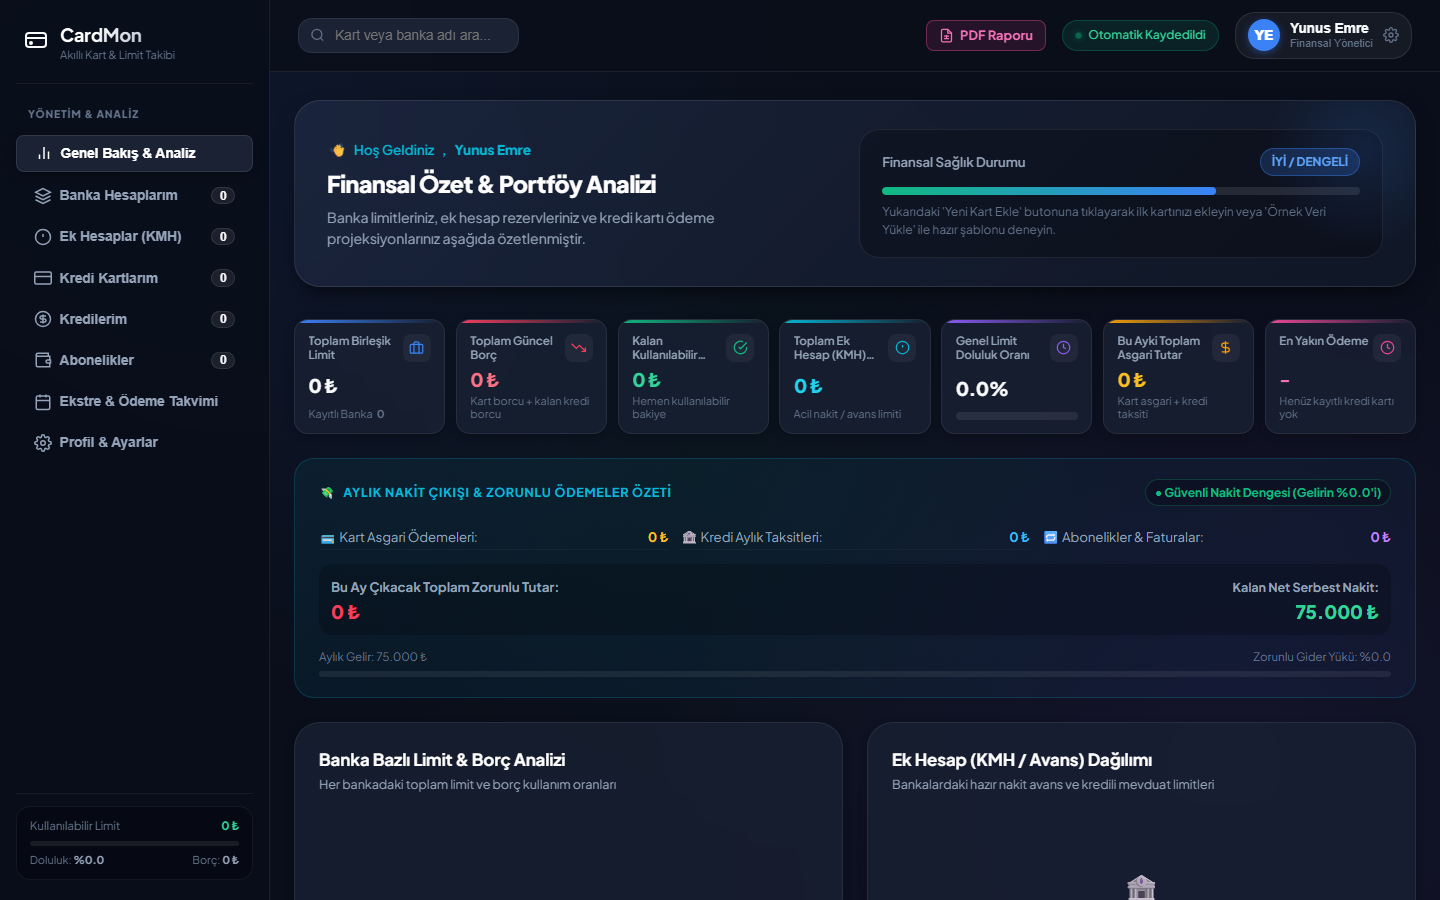 CardMon
Akıllı Kart & Limit Takibi
YÖNETİM & ANALİZ
Genel Bakış & Analiz
Banka Hesaplarım 0
Ek Hesaplar (KMH) 0
Kredi Kartlarım 0
Kredilerim 0
Abonelikler 0
Ekstre & Ödeme Takvimi
Profil & Ayarlar
Kullanılabilir Limit 0 ₺
Doluluk: %0.0 Borç: 0 ₺
Kart veya banka adı ara...
PDF Raporu
Otomatik Kaydedildi
YE
Yunus Emre
Finansal Yönetici
Hoş Geldiniz , Yunus Emre
Finansal Özet & Portföy Analizi
Banka limitleriniz, ek hesap rezervleriniz ve kredi kartı ödeme
projeksiyonlarınız aşağıda özetlenmiştir.
Finansal Sağlık Durumu
İYİ / DENGELİ
Yukarıdaki 'Yeni Kart Ekle' butonuna tıklayarak ilk kartınızı ekleyin veya 'Örnek Veri
Yükle' ile hazır şablonu deneyin.
Toplam Birleşik
Limit
0 ₺
Kayıtlı Banka 0
Toplam Güncel
Borç
0 ₺
Kart borcu + kalan kredi
borcu
Kalan
Kullanılabilir...
0 ₺
Hemen kullanılabilir
bakiye
Toplam Ek
Hesap (KMH)...
0 ₺
Acil nakit / avans limiti
Genel Limit
Doluluk Oranı
0.0%
Bu Ayki Toplam
Asgari Tutar
0 ₺
Kart asgari + kredi
taksiti
En Yakın Ödeme
-
Henüz kayıtlı kredi kartı
yok
AYLIK NAKİT ÇIKIŞI & ZORUNLU ÖDEMELER ÖZETİ
● Güvenli Nakit Dengesi (Gelirin %0.0'i)
Kart Asgari Ödemeleri: 0 ₺
Kredi Aylık Taksitleri: 0 ₺
Abonelikler & Faturalar: 0 ₺
Bu Ay Çıkacak Toplam Zorunlu Tutar:
0 ₺
Kalan Net Serbest Nakit:
75.000 ₺
Aylık Gelir: 75.000 ₺
Zorunlu Gider Yükü: %0.0
Banka Bazlı Limit & Borç Analizi
Her bankadaki toplam limit ve borç kullanım oranları
Ek Hesap (KMH / Avans) Dağılımı
Bankalardaki hazır nakit avans ve kredili mevduat limitleri